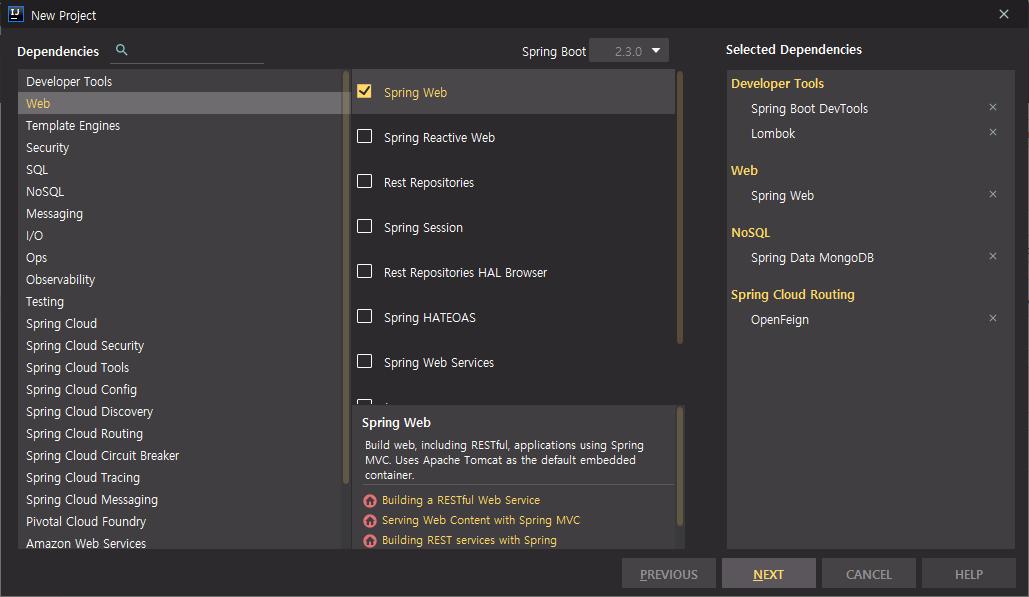 New Project
Dependencies
Spring Boot 2.3.0
Selected Dependencies
Developer Tools
Web
Template Engines
Security
SQL
NoSQL
Messaging
I/O
Ops
Observability
Testing
Spring Cloud
Spring Cloud Security
Spring Cloud Tools
Spring Cloud Config
Spring Cloud Discovery
Spring Cloud Routing
Spring Cloud Circuit Breaker
Spring Cloud Tracing
Spring Cloud Messaging
Pivotal Cloud Foundry
Amazon Web Services
Spring Web
Spring Reactive Web
Rest Repositories
Spring Session
Rest Repositories HAL Browser
Spring HATEOAS
Spring Web Services
Spring Web
Build web, including RESTful, applications using Spring
MVC. Uses Apache Tomcat as the default embedded
container.
Building a RESTful Web Service
Serving Web Content with Spring MVC
Building REST services with Spring
Developer Tools
Spring Boot DevTools
Lombok
Web
Spring Web
NoSQL
Spring Data MongoDB
Spring Cloud Routing
OpenFeign
PREVIOUS
NEXT
CANCEL
HELP